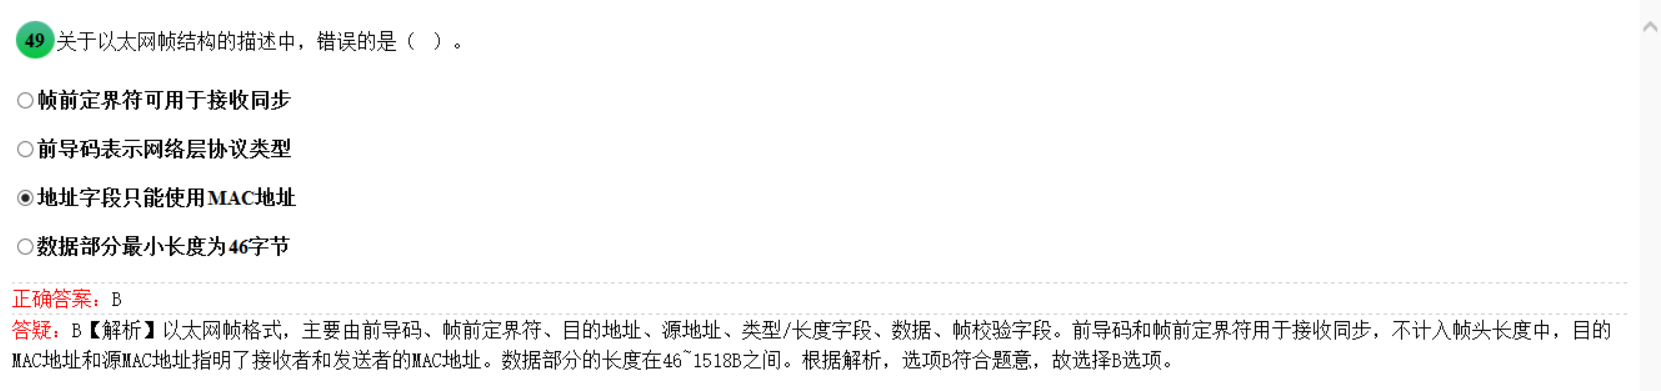 49 关于以太网帧结构的描述中，错误的是（  ）。
帧前定界符可用于接收同步
前导码表示网络层协议类型
地址字段只能使用MAC地址
数据部分最小长度为46字节
正确答案：B
答疑：B【解析】以太网帧格式，主要由前导码、帧前定界符、目的地址、源地址、类型/长度字段、数据、帧校验字段。前导码和帧前定界符用于接收同步，不计入帧头长度中，目的
MAC地址和源MAC地址指明了接收者和发送者的MAC地址。数据部分的长度在46~1518B之间。根据解析，选项B符合题意，故选择B选项。